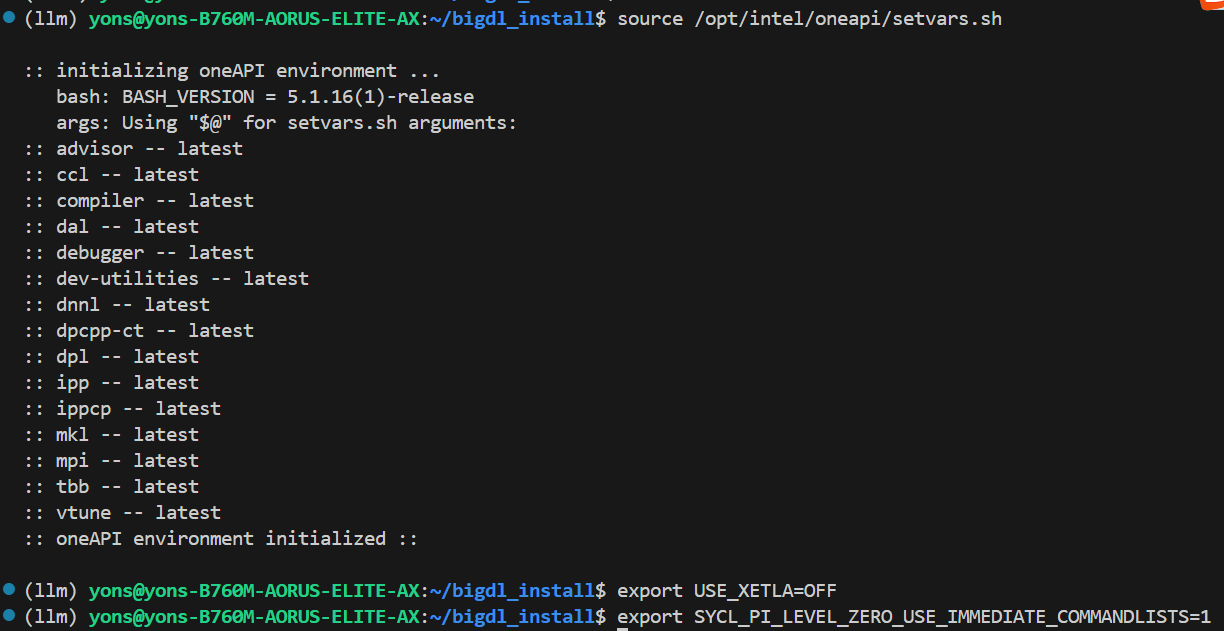 (llm) yons@yons-B760M-AORUS-ELITE-AX:~/bigdl_install$ source /opt/intel/oneapi/setvars.sh
:: initializing oneAPI environment ...
bash: BASH_VERSION = 5.1.16(1)-release
args: Using "$@" for setvars.sh arguments:
:: advisor -- latest
:: ccl -- latest
:: compiler -- latest
:: dal -- latest
:: debugger -- latest
:: dev-utilities -- latest
:: dnnl -- latest
:: dpcpp-ct -- latest
:: dpl -- latest
:: ipp -- latest
:: ippcp -- latest
:: mkl -- latest
:: mpi -- latest
:: tbb -- latest
:: vtune -- latest
:: oneAPI environment initialized ::
(llm) yons@yons-B760M-AORUS-ELITE-AX:~/bigdl_install$ export USE_XETLA=OFF
(llm) yons@yons-B760M-AORUS-ELITE-AX:~/bigdl_install$ export SYCL_PI_LEVEL_ZERO_USE_IMMEDIATE_COMMANDLISTS=1